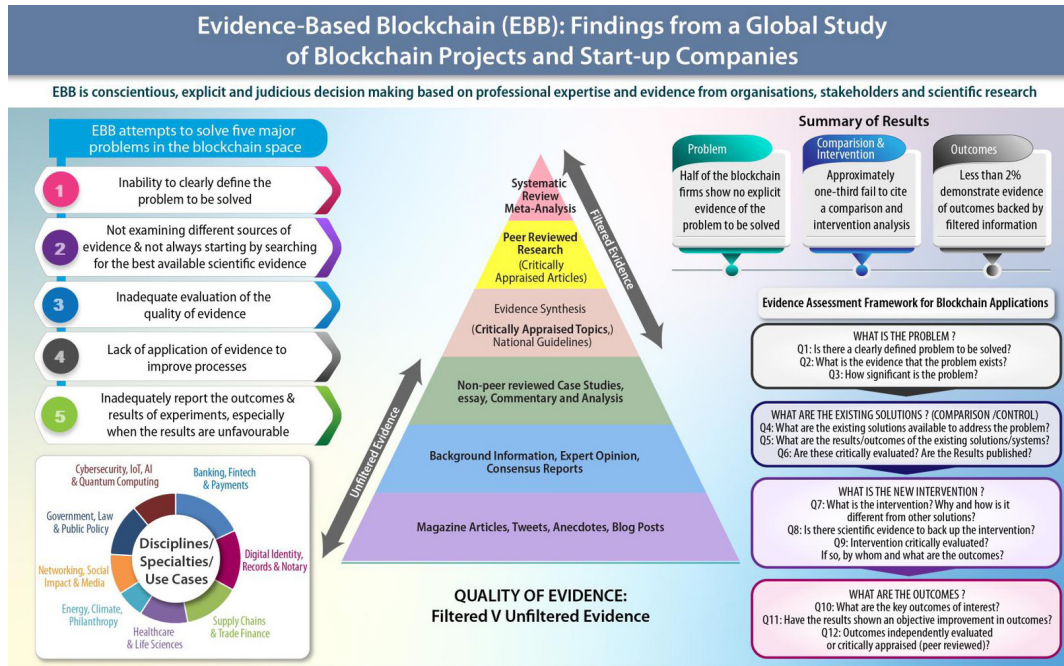 Evidence-Based Blockchain (EBB): Findings from a Global Study
of Blockchain Projects and Start-up Companies
EBB is conscientious, explicit and judicious decision making based on professional expertise and evidence from organisations, stakeholders and scientific research
EBB attempts to solve five major
problems in the blockchain space
1
Inability to clearly define the
problem to be solved
2
Not examining different sources of
evidence & not always starting by searching
for the best available scientific evidence
3
Inadequate evaluation of the
quality of evidence
4
Lack of application of evidence to
improve processes
5
Inadequately report the outcomes &
results of experiments, especially
when the results are unfavourable
Cybersecurity, IoT, AI
& Quantum Computing
Banking, Fintech
& Payments
Government, Law
& Public Policy
Disciplines/
Specialties/
Use Cases
Digital Identity,
Records & Notary
Networking, Social
Impact & Media
Energy, Climate,
Philanthropy
Supply Chains
& Trade Finance
Healthcare
& Life Sciences
Systematic
Review
Meta-Analysis
Peer Reviewed
Research
(Critically
Appraised Articles)
Evidence Synthesis
(Critically Appraised Topics,)
National Guidelines)
Non-peer reviewed Case Studies,
essay, Commentary and Analysis
Background Information, Expert Opinion,
Consensus Reports
Magazine Articles, Tweets, Anecdotes, Blog Posts
Filtered Evidence
Unfiltered Evidence
QUALITY OF EVIDENCE:
Filtered V Unfiltered Evidence
Summary of Results
Problem
Half of the blockchain
firms show no explicit
evidence of the
problem to be solved
Comparision &
Intervention
Approximately
one-third fail to cite
a comparison and
intervention analysis
Outcomes
Less than 2%
demonstrate evidence
of outcomes backed by
filtered information
Evidence Assessment Framework for Blockchain Applications
WHAT IS THE PROBLEM ?
Q1: Is there a clearly defined problem to be solved?
Q2: What is the evidence that the problem exists?
Q3: How significant is the problem?
WHAT ARE THE EXISTING SOLUTIONS ? (COMPARISON /CONTROL)
Q4: What are the existing solutions available to address the problem?
Q5: What are the results/outcomes of the existing solutions/systems?
Q6: Are these critically evaluated? Are the Results published?
WHAT IS THE NEW INTERVENTION ?
Q7: What is the intervention? Why and how is it
different from other solutions?
Q8: Is there scientific evidence to back up the intervention?
Q9: Intervention critically evaluated?
If so, by whom and what are the outcomes?
WHAT ARE THE OUTCOMES ?
Q10: What are the key outcomes of interest?
Q11: Have the results shown an objective improvement in outcomes?
Q12: Outcomes independently evaluated
or critically appraised (peer reviewed)?